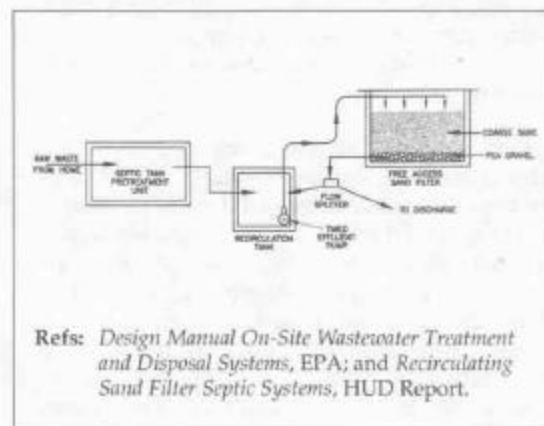 COARSE SAND
PEA GRAVEL
FREE ACCESS
SAND FILTER
RAW WASTE
FROM HOME
SEPTIC TANK
PRETREATMENT
UNIT
FLOW
SPLITTER
TO DISCHARGE
RECIRCULATION
TANK
TIMED
EFFLUENT
PUMP
Refs: Design Manual On-Site Wastewater Treatment
and Disposal Systems, EPA; and Recirculating
Sand Filter Septic Systems, HUD Report.